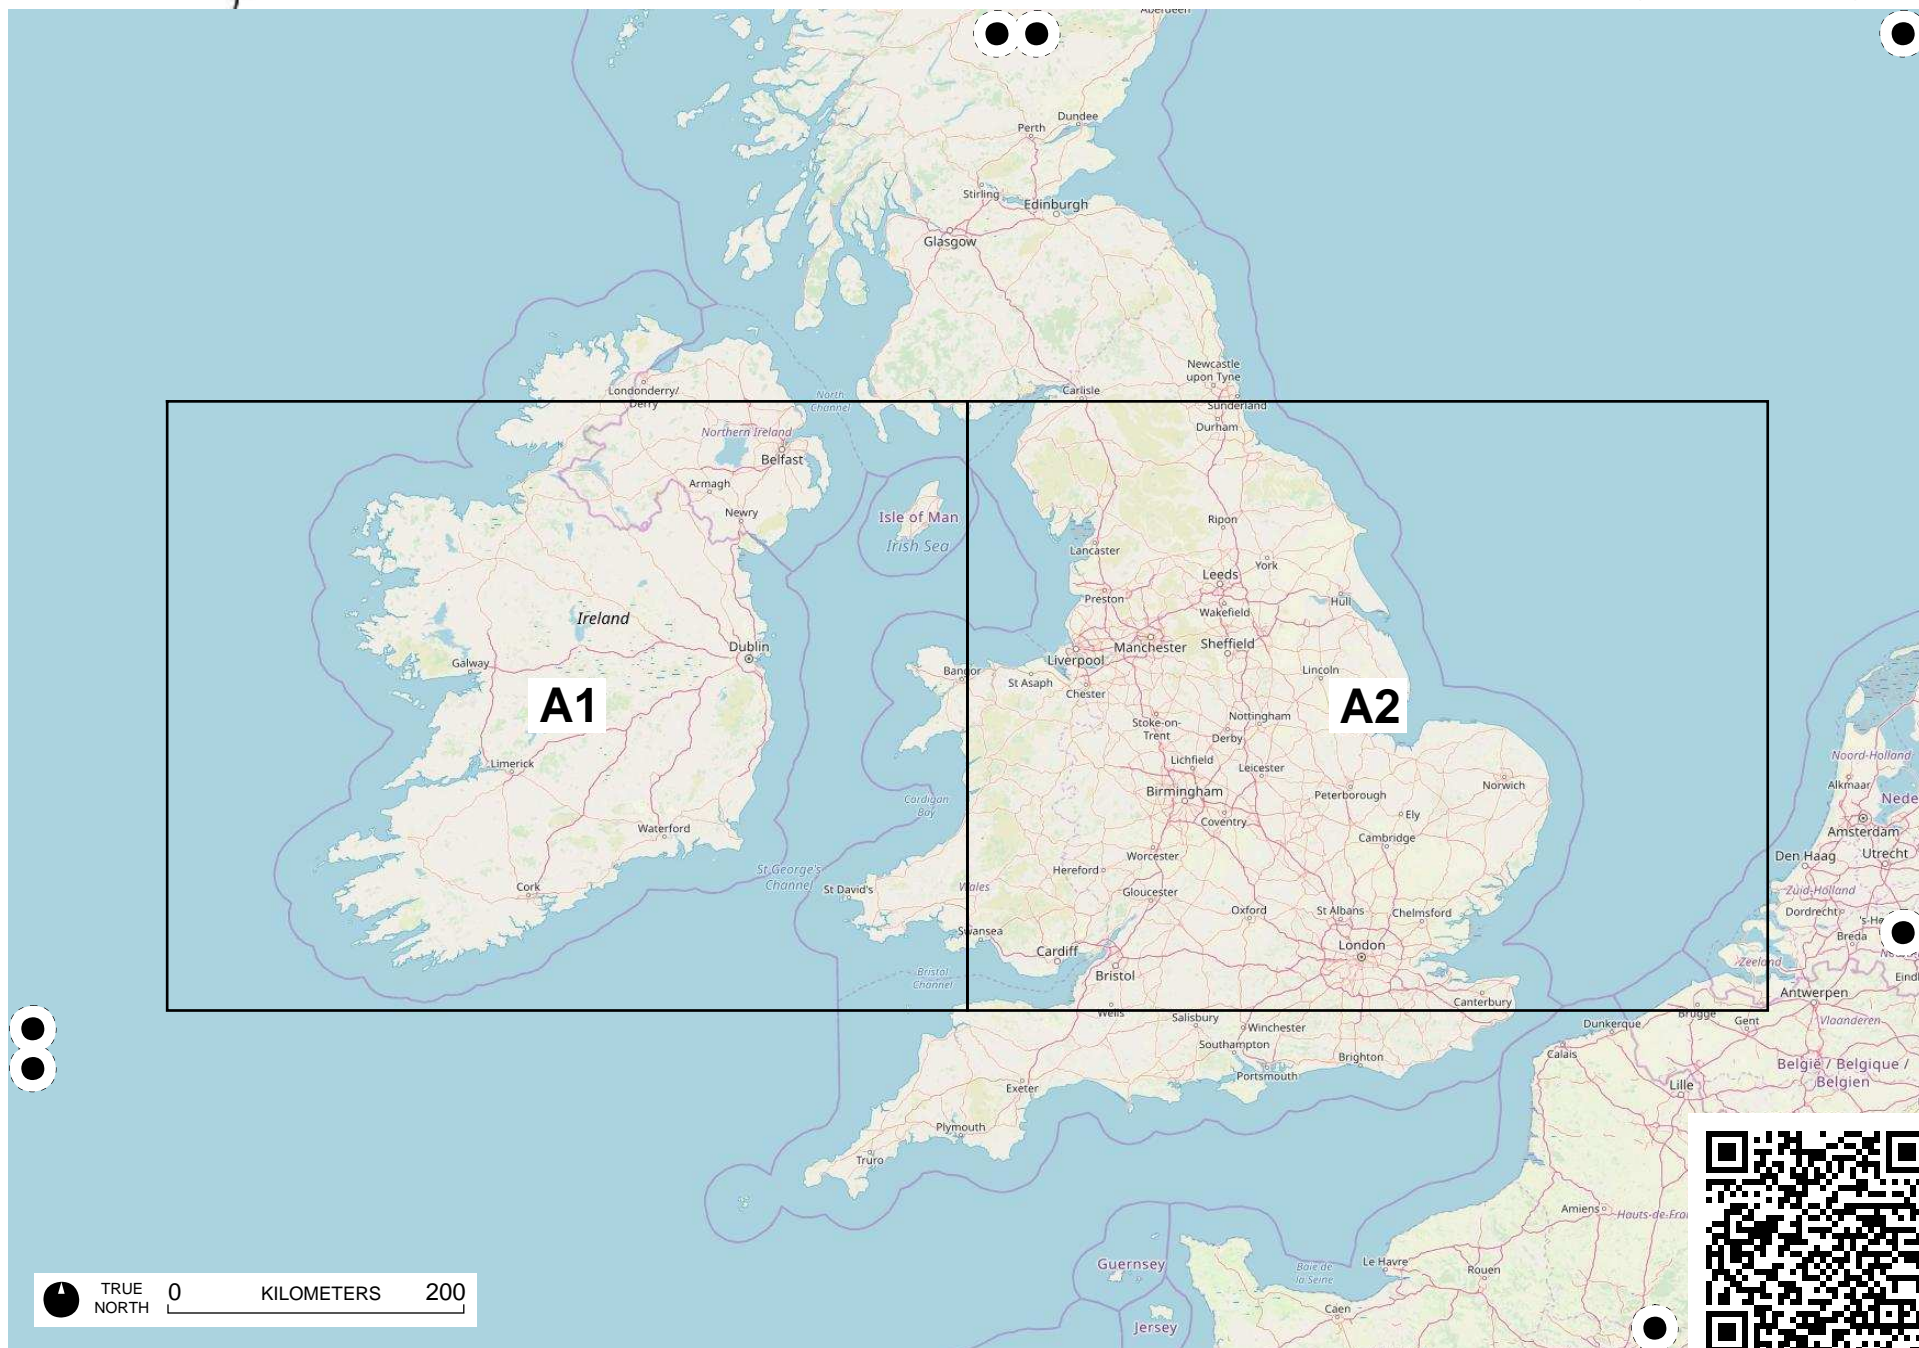 Aberdeen
Dundee
Perth
Stirling
Edinburgh
Glasgow
Newcastle
upon Tyne
Londonderry/
Derry
North
Channel
Carlisle
Sunderland
Durham
Northern Ireland
Belfast
Armagh
Newry
Isle of Man
Irish Sea
Ripon
Lancaster
York
Leeds
Preston
Wakefield
Hull
Ireland
Dublin
Manchester
Sheffield
Liverpool
Galway
Bangor
St Asaph
Chester
Lincoln
A1
A2
Stoke-on-
Trent
Nottingham
Derby
Limerick
Lichfield
Leicester
Noord-Holland
Alkmaar
Birmingham
Peterborough
Norwich
Nede
Cardigan
Bay
Ely
Coventry
Cambridge
Waterford
Amsterdam
Worcester
Den Haag
Utrecht
St George's
Channel
Hereford
St David's
Wales
Cork
Gloucester
Zuid-Holland
Oxford
St Albans
Chelmsford
Dordrecht
's-He
Swansea
Breda
Cardiff
London
Zeeland
Bristol
Channel
Bristol
Eind
Canterbury
Antwerpen
Wells
Salisbury
Winchester
Brugge
Gent
Vlaanderen
Dunkerque
Southampton
Brighton
Calais
Portsmouth
België / Belgique /
Belgien
Exeter
Lille
Plymouth
Truro
Amiens
Hauts-de-Fra
Guernsey
Baie de
la Seine
Le Havre
Rouen
Caen
Jersey
TRUE
NORTH
0 KILOMETERS 200